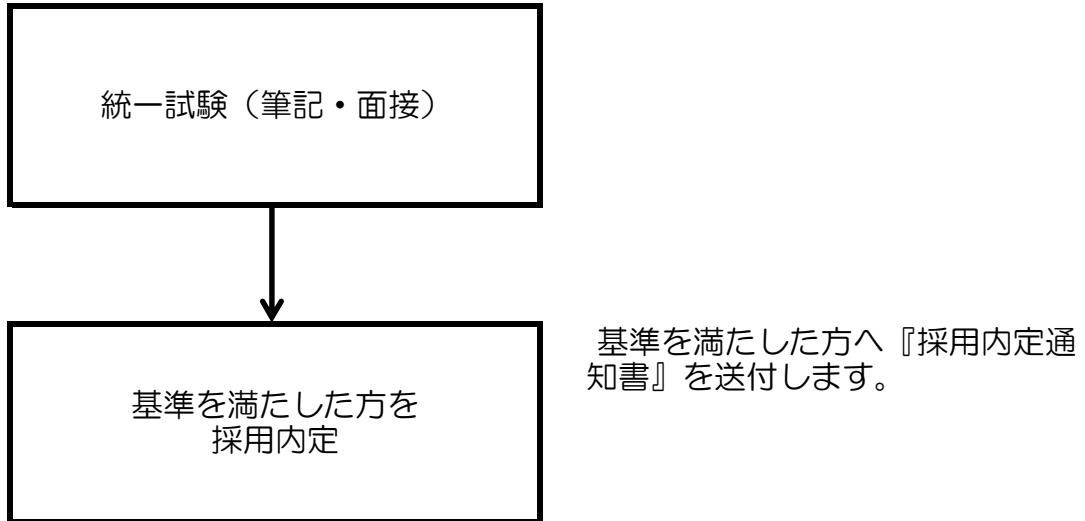 統一試験（筆記・面接）
基準を満たした方を
採用内定
基準を満たした方へ『採用内定通
知書』を送付します。